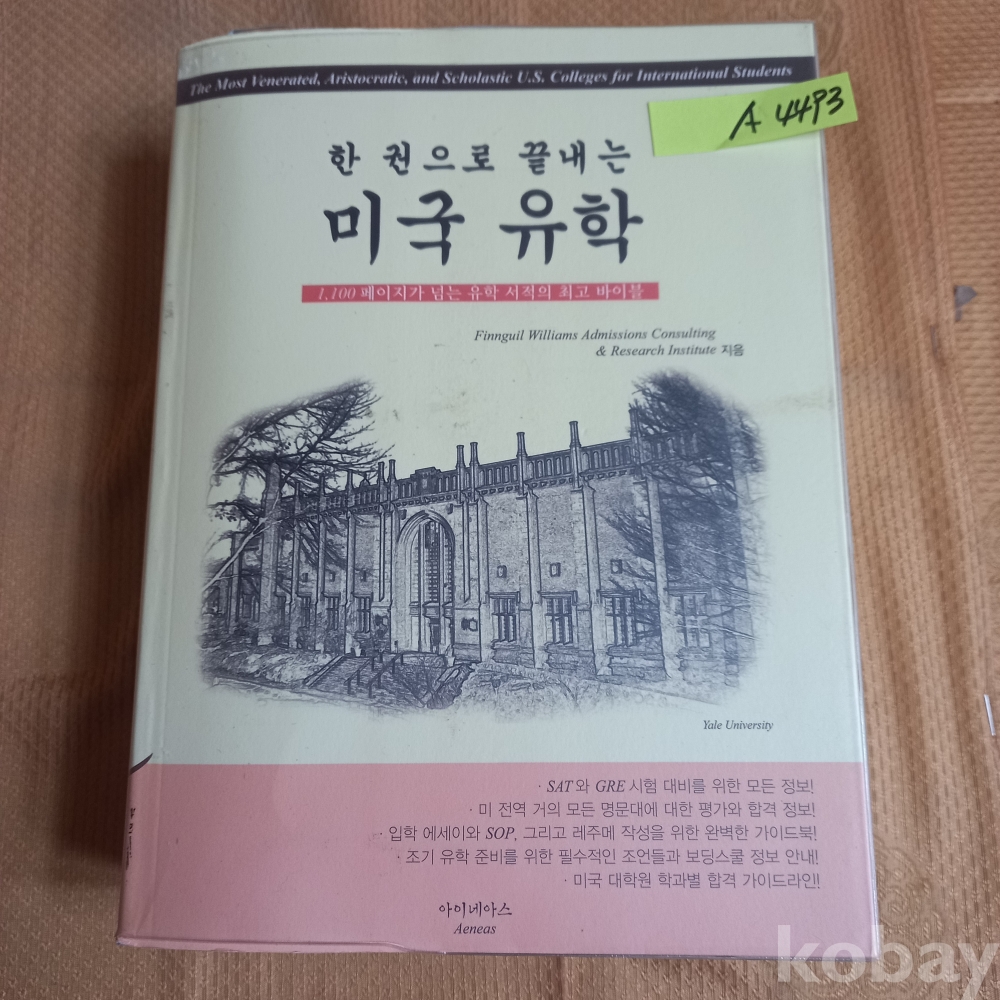 The Most Venerated, Aristocratic, and Scholastic U.S. Colleges for International Students
A 4493
한 권으로 끝내는
미국 유학
1,100 페이지가 넘는 유학 서적의 최고 바이블
Finnguil Williams Admissions Consulting
& Research Institute 지음
Yale University
· SAT와 GRE 시험 대비를 위한 모든 정보!
· 미 전역 거의 모든 명문대에 대한 평가와 합격 정보!
· 입학 에세이와 SOP, 그리고 레주메 작성을 위한 완벽한 가이드북!
· 조기 유학 준비를 위한 필수적인 조언들과 보딩스쿨 정보 안내!
· 미국 대학원 학과별 합격 가이드라인!
아이네아스
Aeneas
kobay